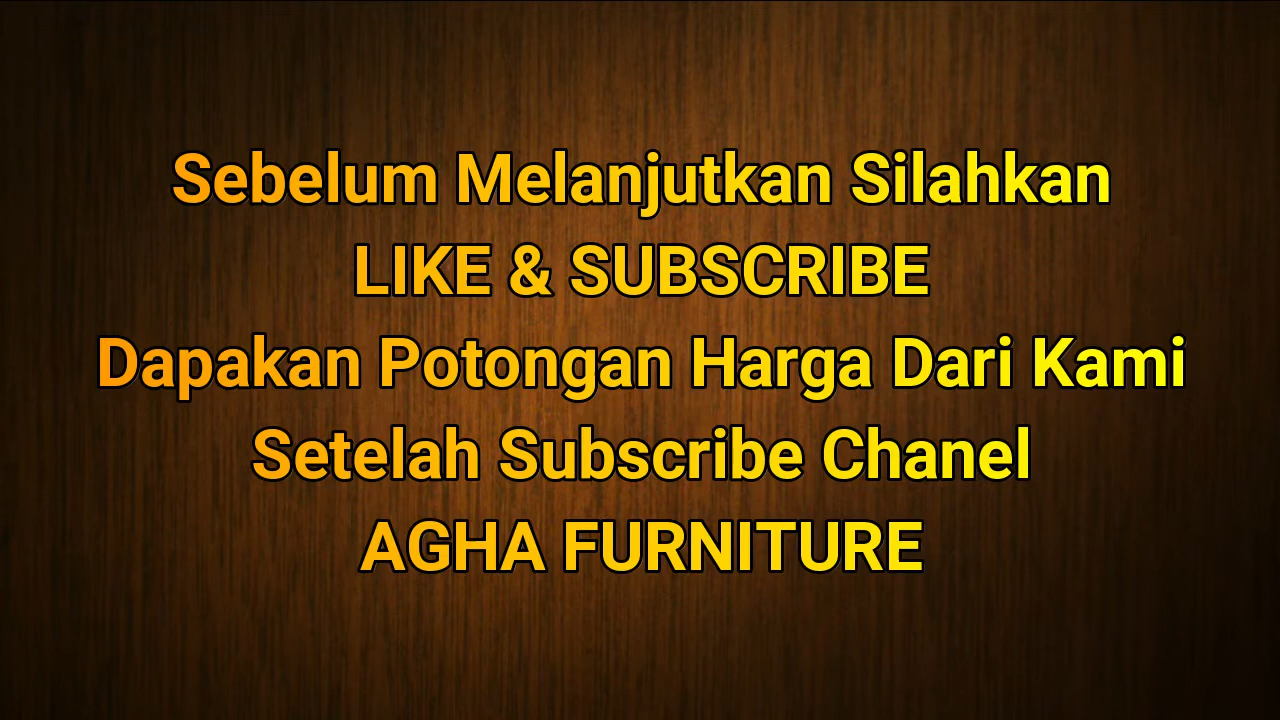 Sebelum Melanjutkan Silahkan
LIKE & SUBSCRIBE
Dapakan Potongan Harga Dari Kami
Setelah Subscribe Chanel
AGHA FURNITURE